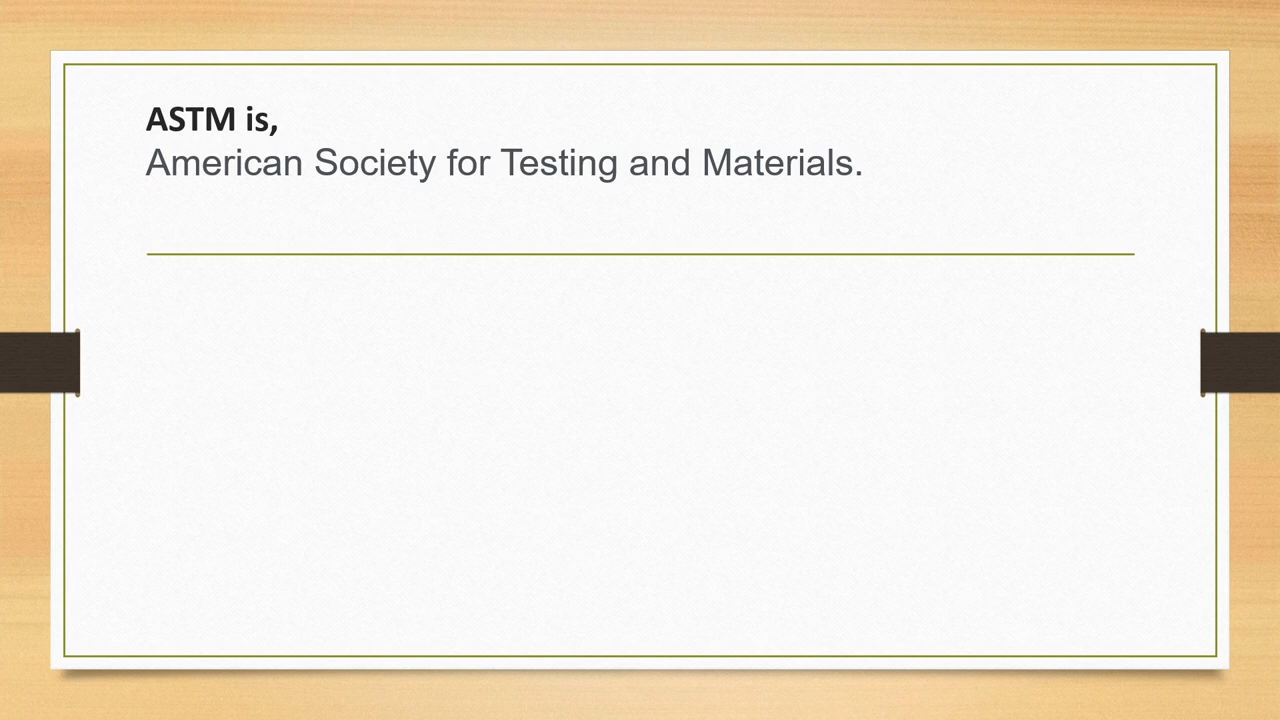 ASTM is,
American Society for Testing and Materials.